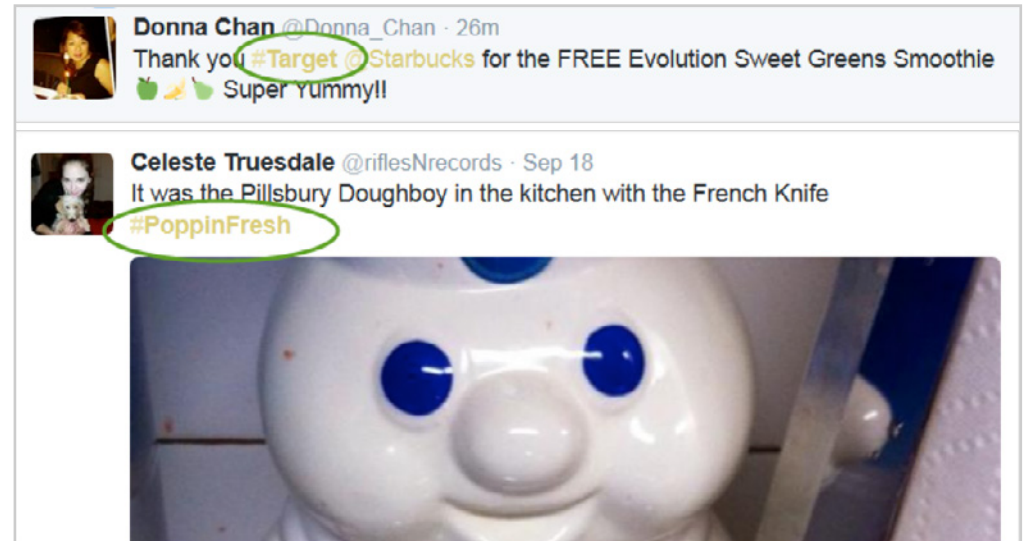 Donna Chan @Donna_Chan · 26m
Thank you #Target @Starbucks for the FREE Evolution Sweet Greens Smoothie
🍏🍌🍐 Super Yummy!!
Celeste Truesdale @riflesNrecords · Sep 18
It was the Pillsbury Doughboy in the kitchen with the French Knife
#PoppinFresh